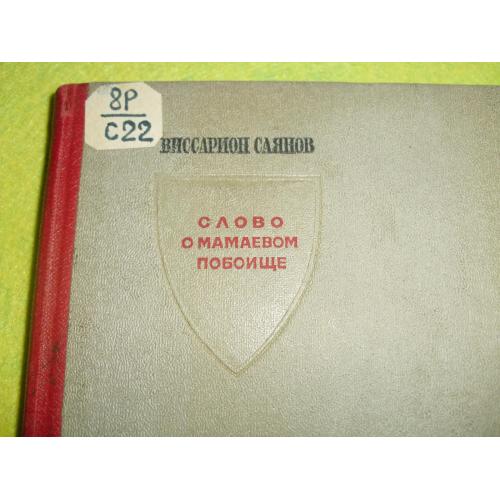 8Р
С22
ВИССАРИОН САЯНОВ
СЛОВО
О МАМАЕВОМ
ПОБОИЩЕ